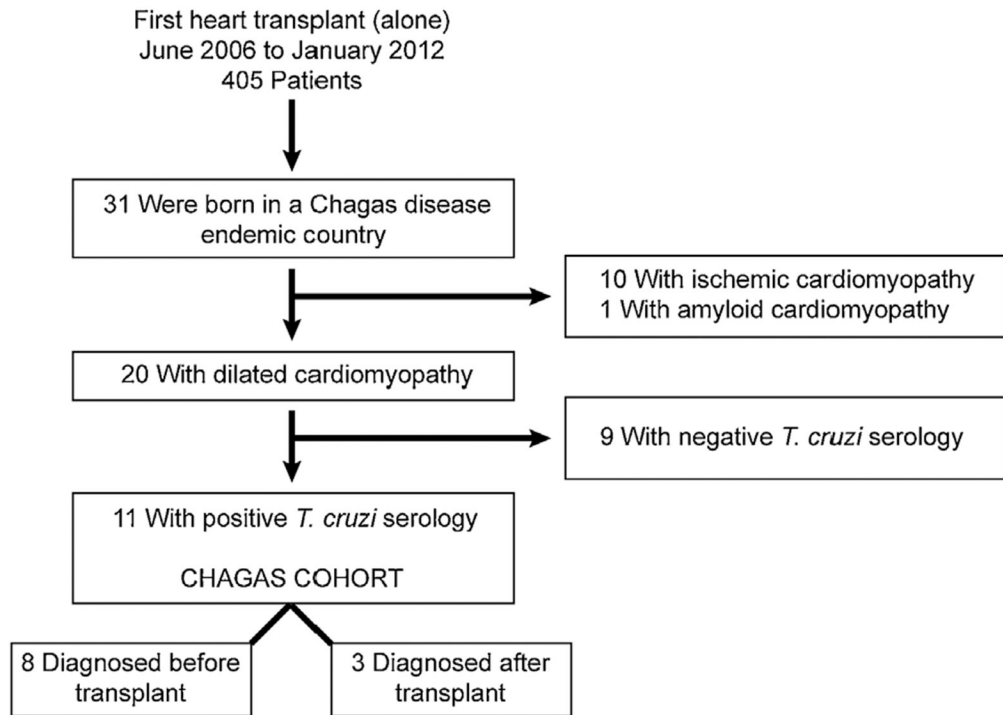 First heart transplant (alone)
June 2006 to January 2012
405 Patients
31 Were born in a Chagas disease
endemic country
10 With ischemic cardiomyopathy
1 With amyloid cardiomyopathy
20 With dilated cardiomyopathy
9 With negative T. cruzi serology
11 With positive T. cruzi serology
CHAGAS COHORT
8 Diagnosed before
transplant
3 Diagnosed after
transplant